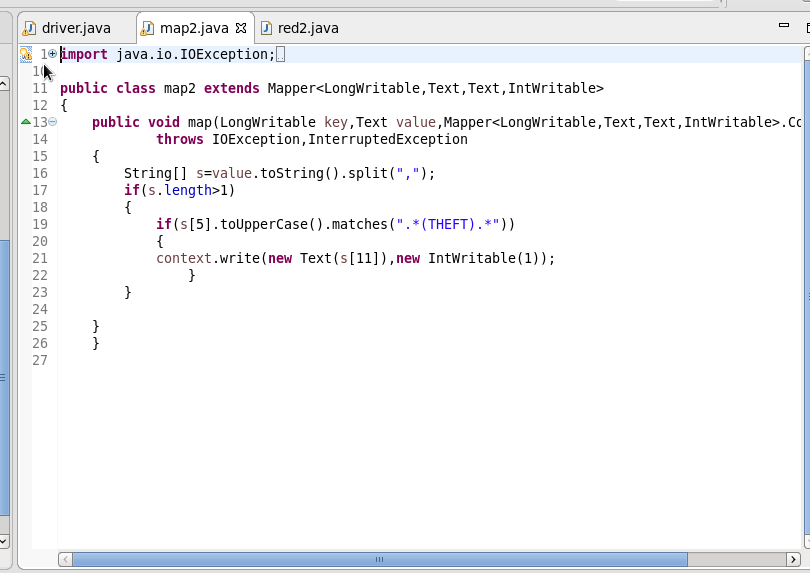 driver.java map2.java red2.java
1 import java.io.IOException;
10
11 public class map2 extends Mapper<LongWritable,Text,Text,IntWritable>
12 {
13 public void map(LongWritable key,Text value,Mapper<LongWritable,Text,Text,IntWritable>.Co
14 throws IOException,InterruptedException
15 {
16 String[] s=value.toString().split(",");
17 if(s.length>1)
18 {
19 if(s[5].toUpperCase().matches(".*(THEFT).*"))
20 {
21 context.write(new Text(s[11]),new IntWritable(1));
22 }
23 }
24
25 }
26 }
27